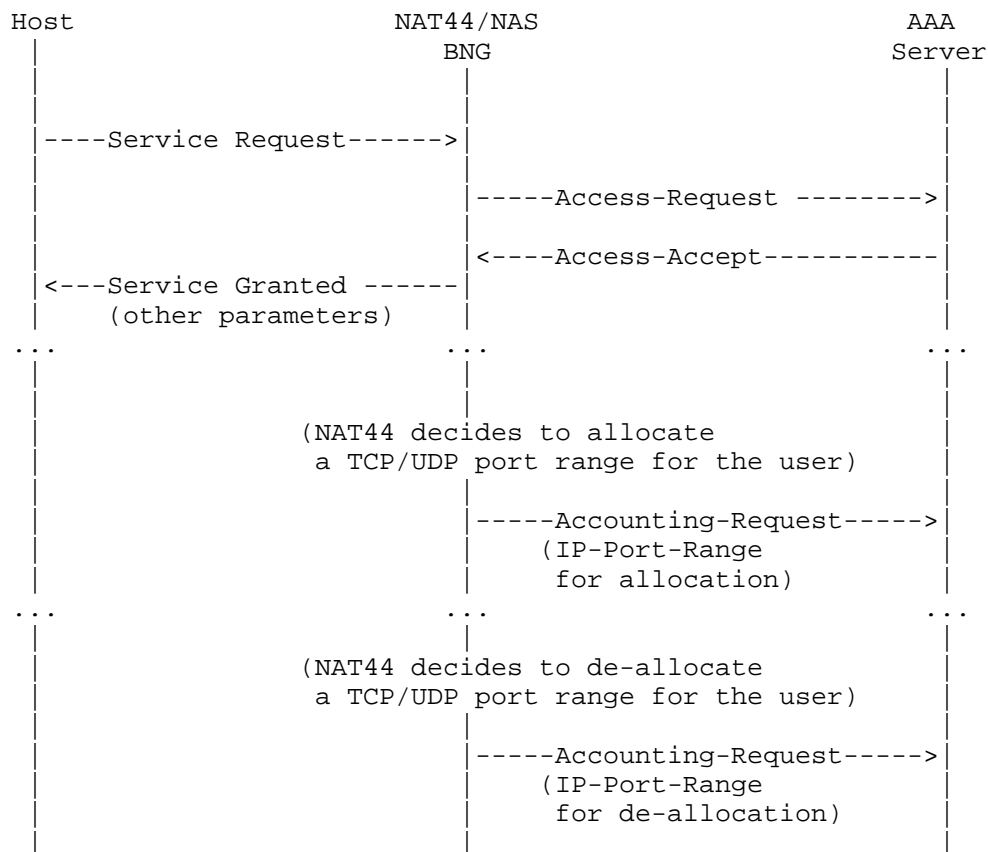 Host NAT44/NAS AAA
BNG Server
----Service Request------>
-----Access-Request -------->
<----Access-Accept-----------
<---Service Granted ------
(other parameters)
... ... ...
(NAT44 decides to allocate
a TCP/UDP port range for the user)
-----Accounting-Request----->
(IP-Port-Range
for allocation)
... ... ...
(NAT44 decides to de-allocate
a TCP/UDP port range for the user)
-----Accounting-Request----->
(IP-Port-Range
for de-allocation)